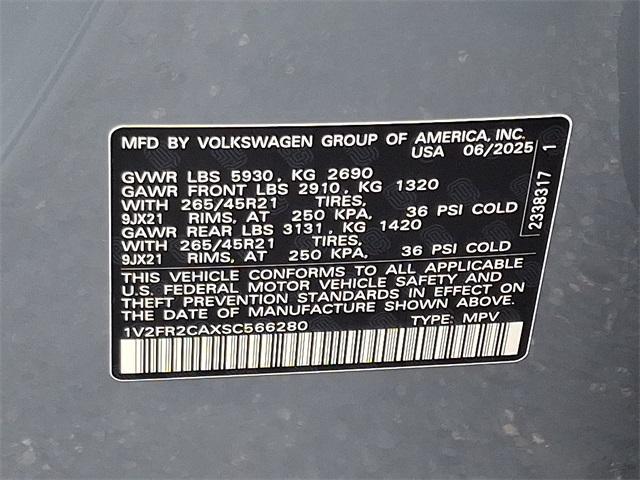 MFD BY VOLKSWAGEN GROUP OF AMERICA, INC.
USA 06/2025
GVWR LBS 5930, KG 2690
GAWR FRONT LBS 2910, KG 1320
WITH 265/45R21 TIRES,
9JX21 RIMS, AT 250 KPA, 36 PSI COLD
GAWR REAR LBS 3131, KG 1420
WITH 265/45R21 TIRES,
9JX21 RIMS, AT 250 KPA, 36 PSI COLD
THIS VEHICLE CONFORMS TO ALL APPLICABLE
U.S. FEDERAL MOTOR VEHICLE SAFETY AND
THEFT PREVENTION STANDARDS IN EFFECT ON
THE DATE OF MANUFACTURE SHOWN ABOVE.
1V2FR2CAXSC566280 TYPE: MPV
2338317 1